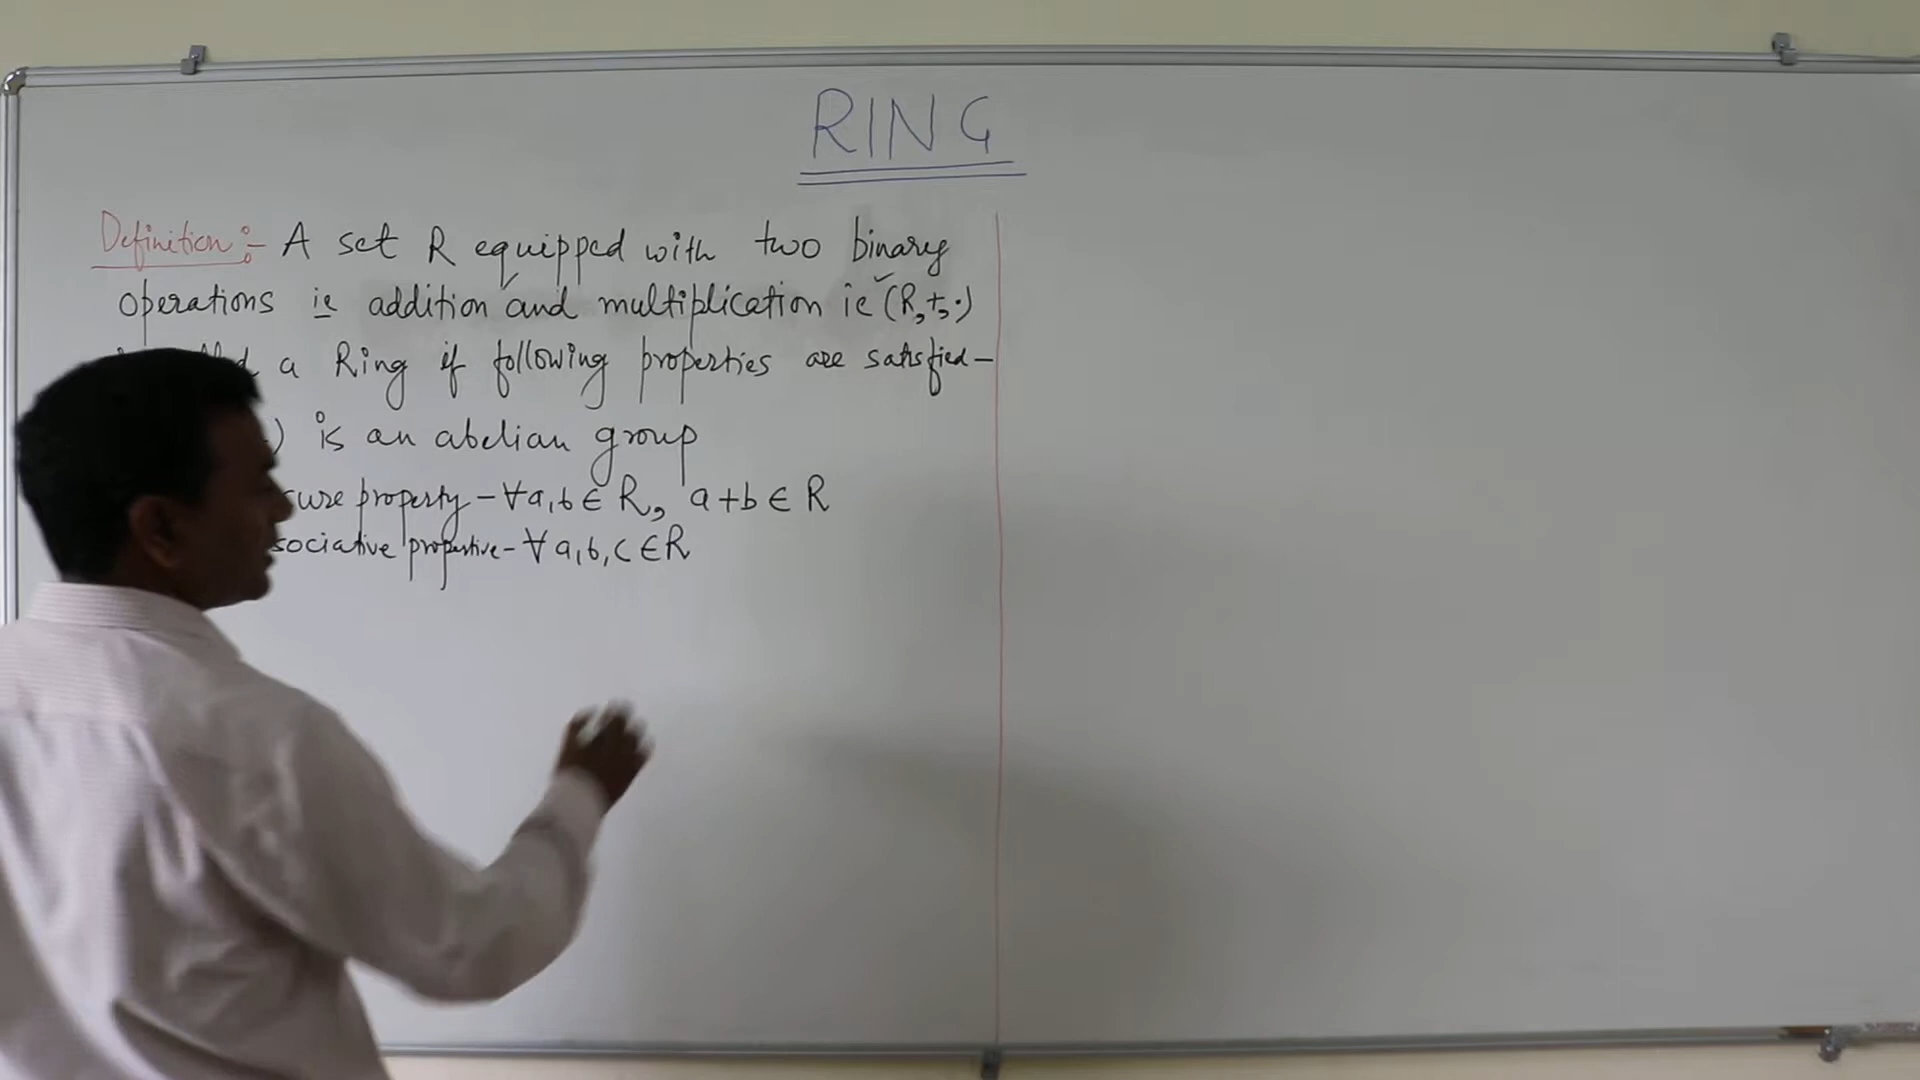 RING
Definition:- A set R equipped with two binary
operations ie addition and multiplication ie (R,+,.)
a Ring if following properties are satisfied-
) is an abelian group
property - ∀a,b ∈ R, a+b ∈ R
propertive - ∀ a,b,c ∈ R